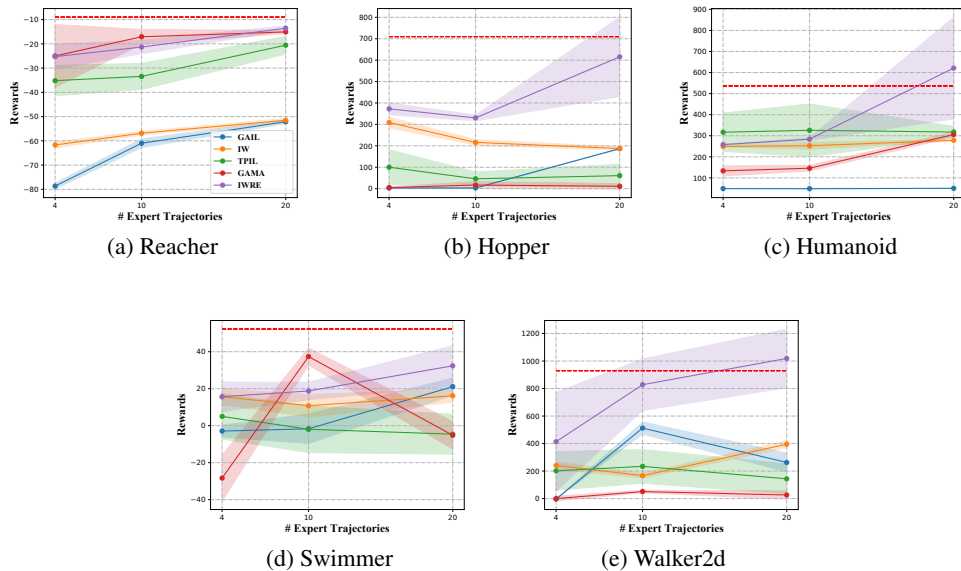 −10
−20
−30
−40
−50
−60
−70
−80
Rewards
4
10
20
# Expert Trajectories
GAIL
IW
TPIL
GAMA
IWRE
(a) Reacher
800
700
600
500
400
300
200
100
0
Rewards
4
10
20
# Expert Trajectories
(b) Hopper
900
800
700
600
500
400
300
200
100
Rewards
4
10
20
# Expert Trajectories
(c) Humanoid
40
20
0
−20
−40
Rewards
4
10
20
# Expert Trajectories
(d) Swimmer
1200
1000
800
600
400
200
0
Rewards
4
10
20
# Expert Trajectories
(e) Walker2d